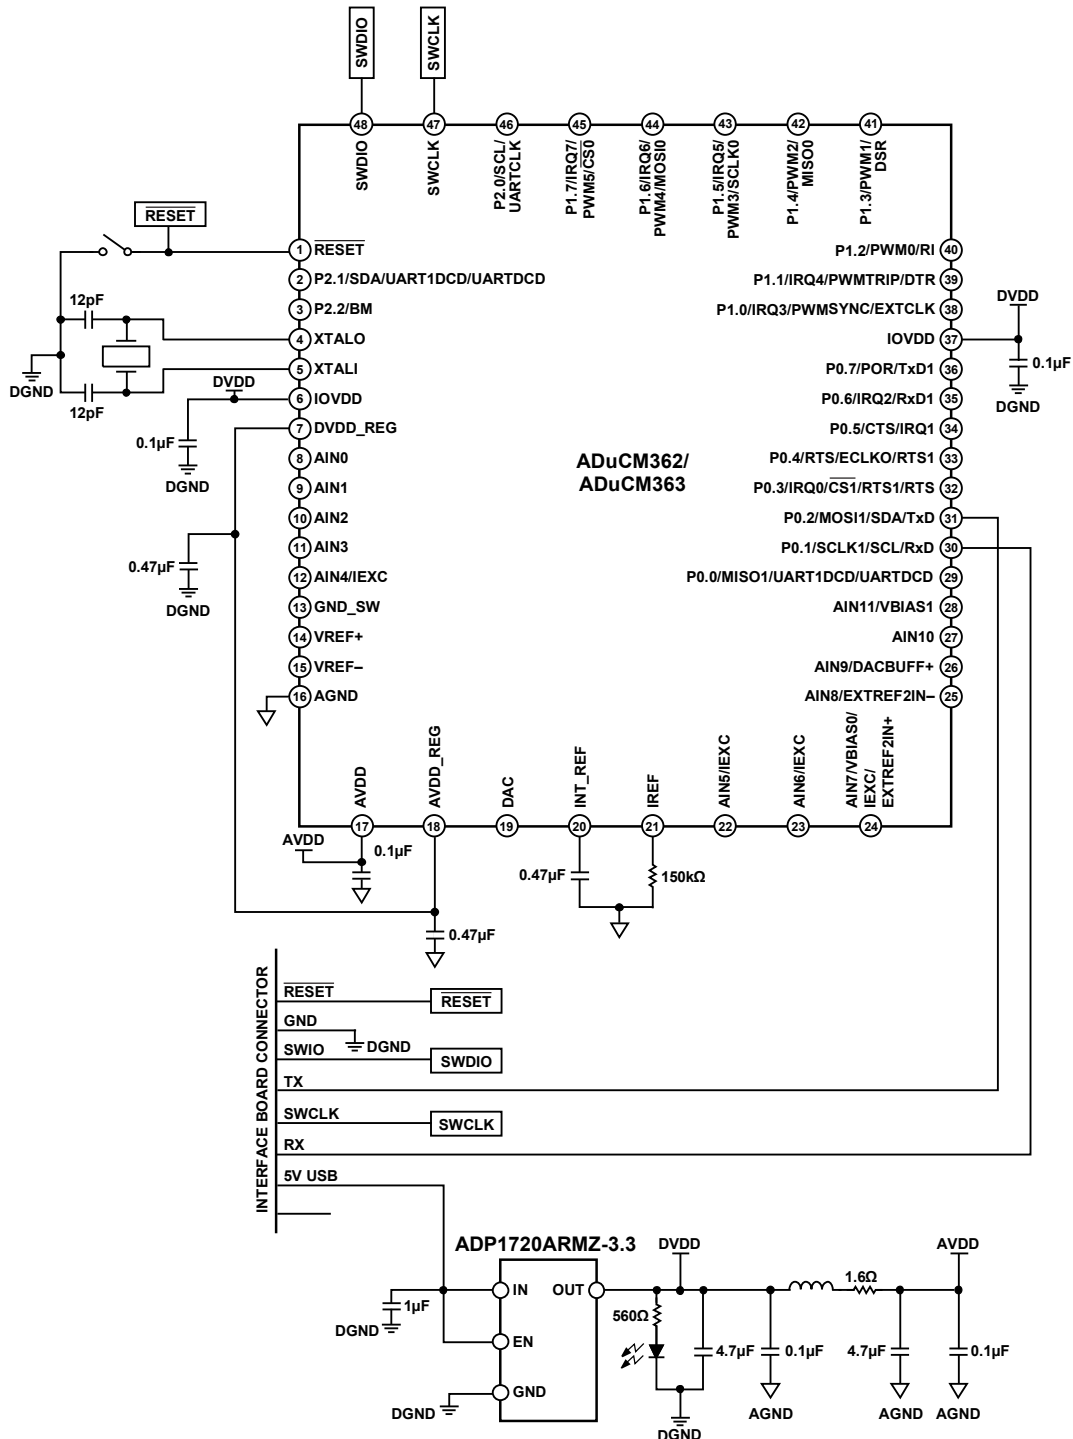 SWDIO
SWCLK
48
47
46
45
44
43
42
41
SWDIO
SWCLK
P2.0/SCL/
UARTCLK
P1.7/IRQ7/
PWM5/CS0
P1.6/IRQ6/
PWM4/MOSI0
P1.5/IRQ5/
PWM3/SCLK0
P1.4/PWM2/
MISO0
P1.3/PWM1/
DSR
RESET
1 RESET
2 P2.1/SDA/UART1DCD/UARTDCD
3 P2.2/BM
4 XTALO
5 XTALI
6 IOVDD
7 DVDD_REG
8 AIN0
9 AIN1
10 AIN2
11 AIN3
12 AIN4/IEXC
13 GND_SW
14 VREF+
15 VREF–
16 AGND
12pF
DGND
12pF
DVDD
0.1µF
DGND
0.47µF
DGND
ADuCM362/
ADuCM363
P1.2/PWM0/RI 40
P1.1/IRQ4/PWMTRIP/DTR 39
P1.0/IRQ3/PWMSYNC/EXTCLK 38
IOVDD 37
P0.7/POR/TxD1 36
P0.6/IRQ2/RxD1 35
P0.5/CTS/IRQ1 34
P0.4/RTS/ECLKO/RTS1 33
P0.3/IRQ0/CS1/RTS1/RTS 32
P0.2/MOSI1/SDA/TxD 31
P0.1/SCLK1/SCL/RxD 30
P0.0/MISO1/UART1DCD/UARTDCD 29
AIN11/VBIAS1 28
AIN10 27
AIN9/DACBUFF+ 26
AIN8/EXTREF2IN– 25
DVDD
0.1µF
DGND
AVDD
AVDD_REG
DAC
INT_REF
IREF
AIN5/IEXC
AIN6/IEXC
AIN7/VBIAS0/
IEXC/
EXTREF2IN+
17
18
19
20
21
22
23
24
AVDD
0.1µF
0.47µF
150kΩ
0.47µF
INTERFACE BOARD CONNECTOR
RESET
RESET
GND
DGND
SWIO
SWDIO
TX
SWCLK
SWCLK
RX
5V USB
ADP1720ARMZ-3.3
IN
OUT
EN
GND
1µF
DGND
DGND
DVDD
560Ω
4.7µF
0.1µF
1.6Ω
AVDD
4.7µF
0.1µF
DGND
AGND
AGND
AGND